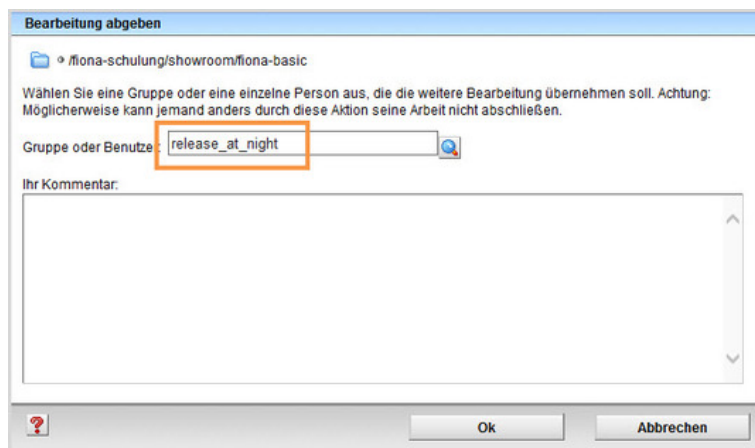 Bearbeitung abgeben
/fiona-schulung/showroom/fiona-basic
Wählen Sie eine Gruppe oder eine einzelne Person aus, die die weitere Bearbeitung übernehmen soll. Achtung:
Möglicherweise kann jemand anders durch diese Aktion seine Arbeit nicht abschließen.
Gruppe oder Benutzer: release_at_night
Ihr Kommentar:
? Ok Abbrechen